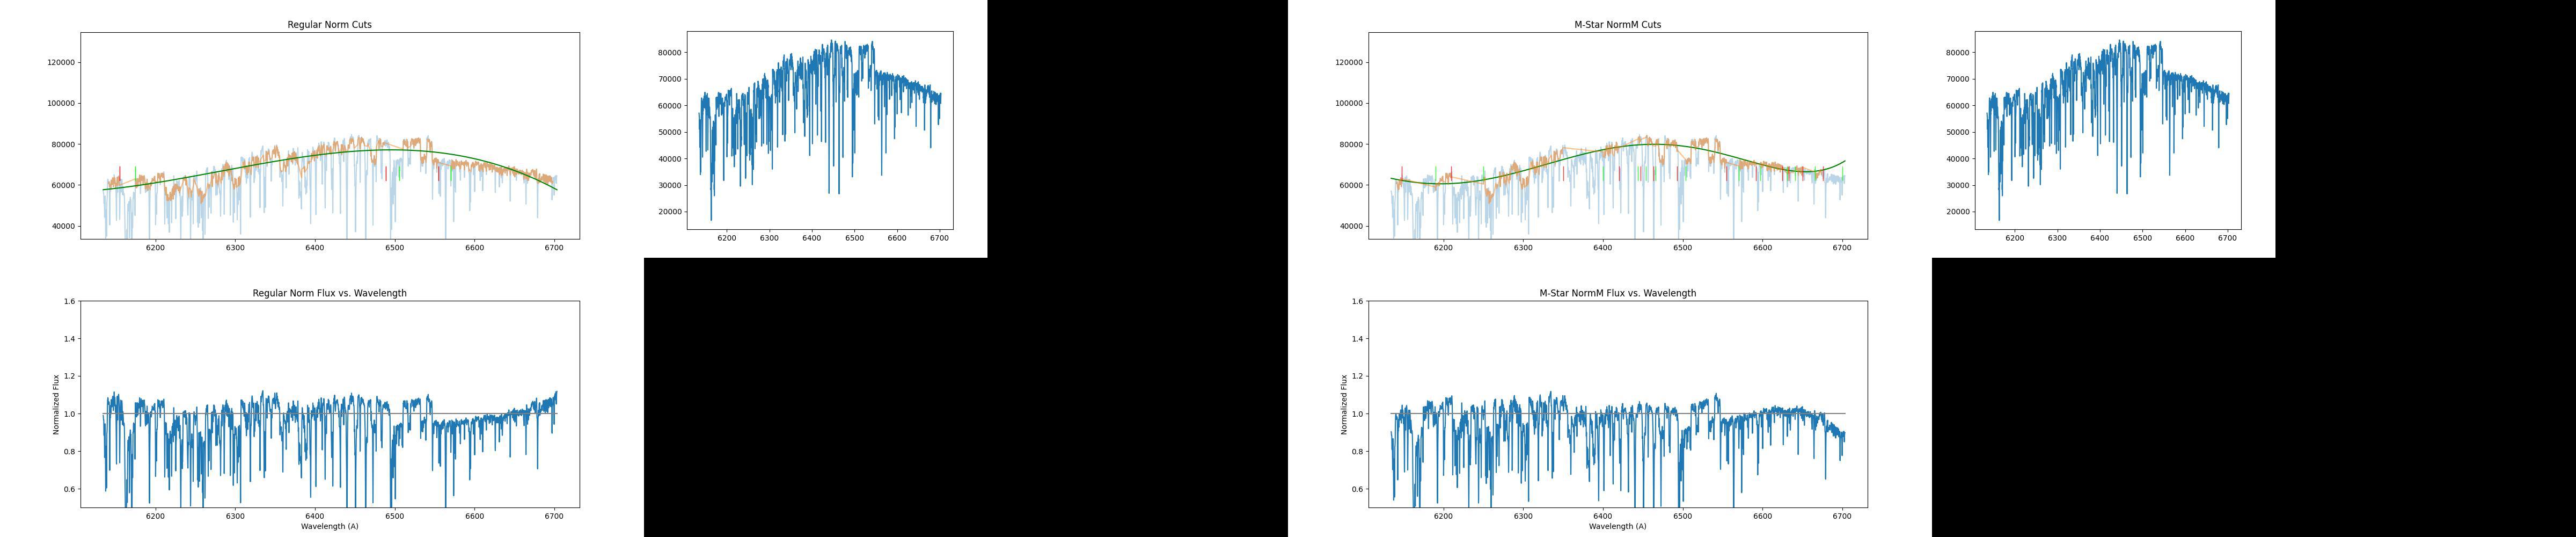 Regular Norm Cuts
120000
100000
80000
60000
40000
6200 6300 6400 6500 6600 6700
80000
70000
60000
50000
40000
30000
20000
6200 6300 6400 6500 6600 6700
Regular Norm Flux vs. Wavelength
Normalized Flux
1.6
1.4
1.2
1.0
0.8
0.6
6200 6300 6400 6500 6600 6700
Wavelength (A)
M-Star NormM Cuts
120000
100000
80000
60000
40000
6200 6300 6400 6500 6600 6700
80000
70000
60000
50000
40000
30000
20000
6200 6300 6400 6500 6600 6700
M-Star NormM Flux vs. Wavelength
Normalized Flux
1.6
1.4
1.2
1.0
0.8
0.6
6200 6300 6400 6500 6600 6700
Wavelength (A)